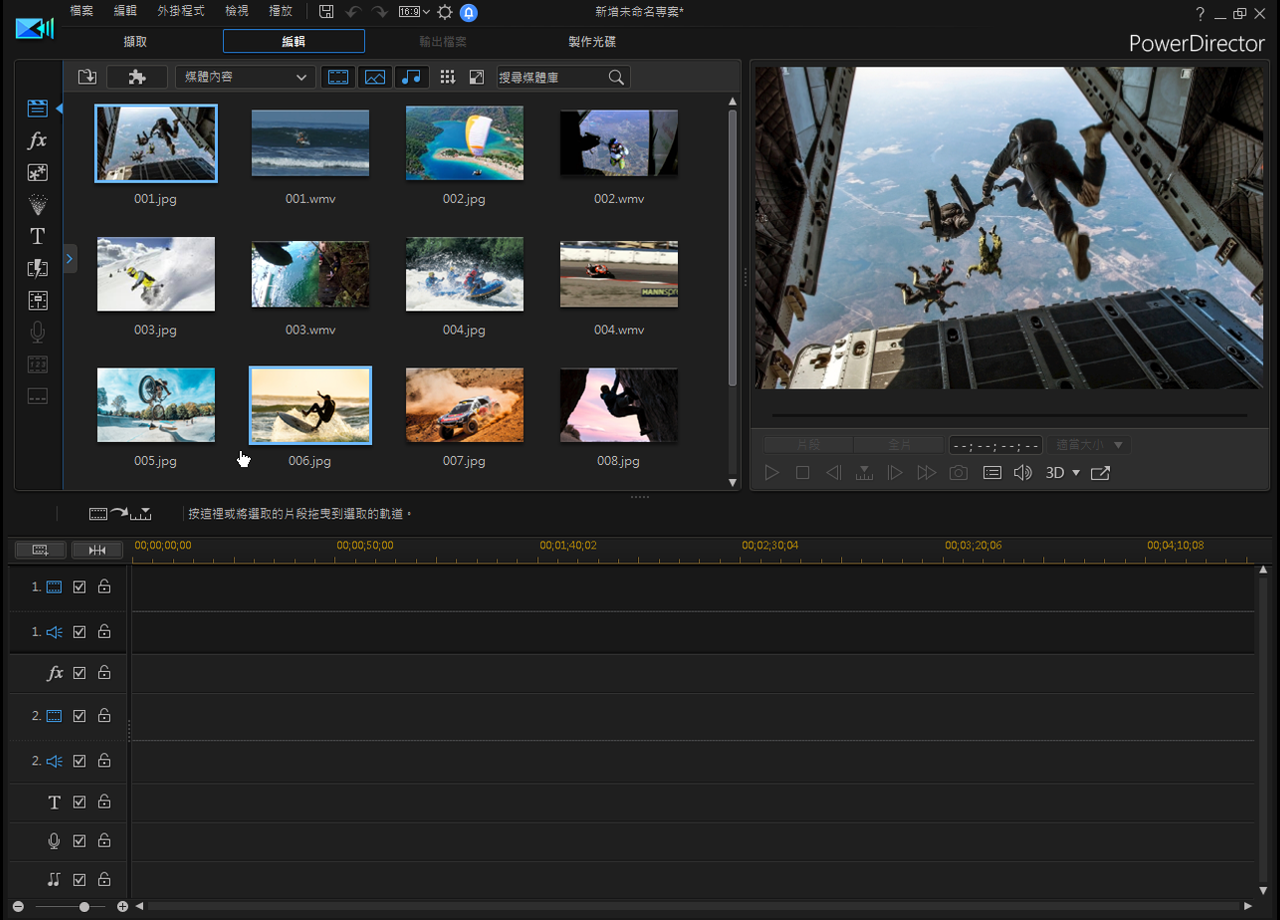 檔案 編輯 外掛程式 檢視 播放 16:9 新增未命名專案* ?
擷取 編輯 輸出檔案 製作光碟 PowerDirector
媒體內容 搜尋媒體庫
fx
T
001.jpg 001.wmv 002.jpg 002.wmv
003.jpg 003.wmv 004.jpg 004.wmv
005.jpg 006.jpg 007.jpg 008.jpg
片段 全片 --;--;--;-- 適當大小
3D
按這裡或將選取的片段拖曳到選取的軌道。
00;00;00;00 00;00;50;00 00;01;40;02 00;02;30;04 00;03;20;06 00;04;10;08
1.
1.
fx
2.
2.
T